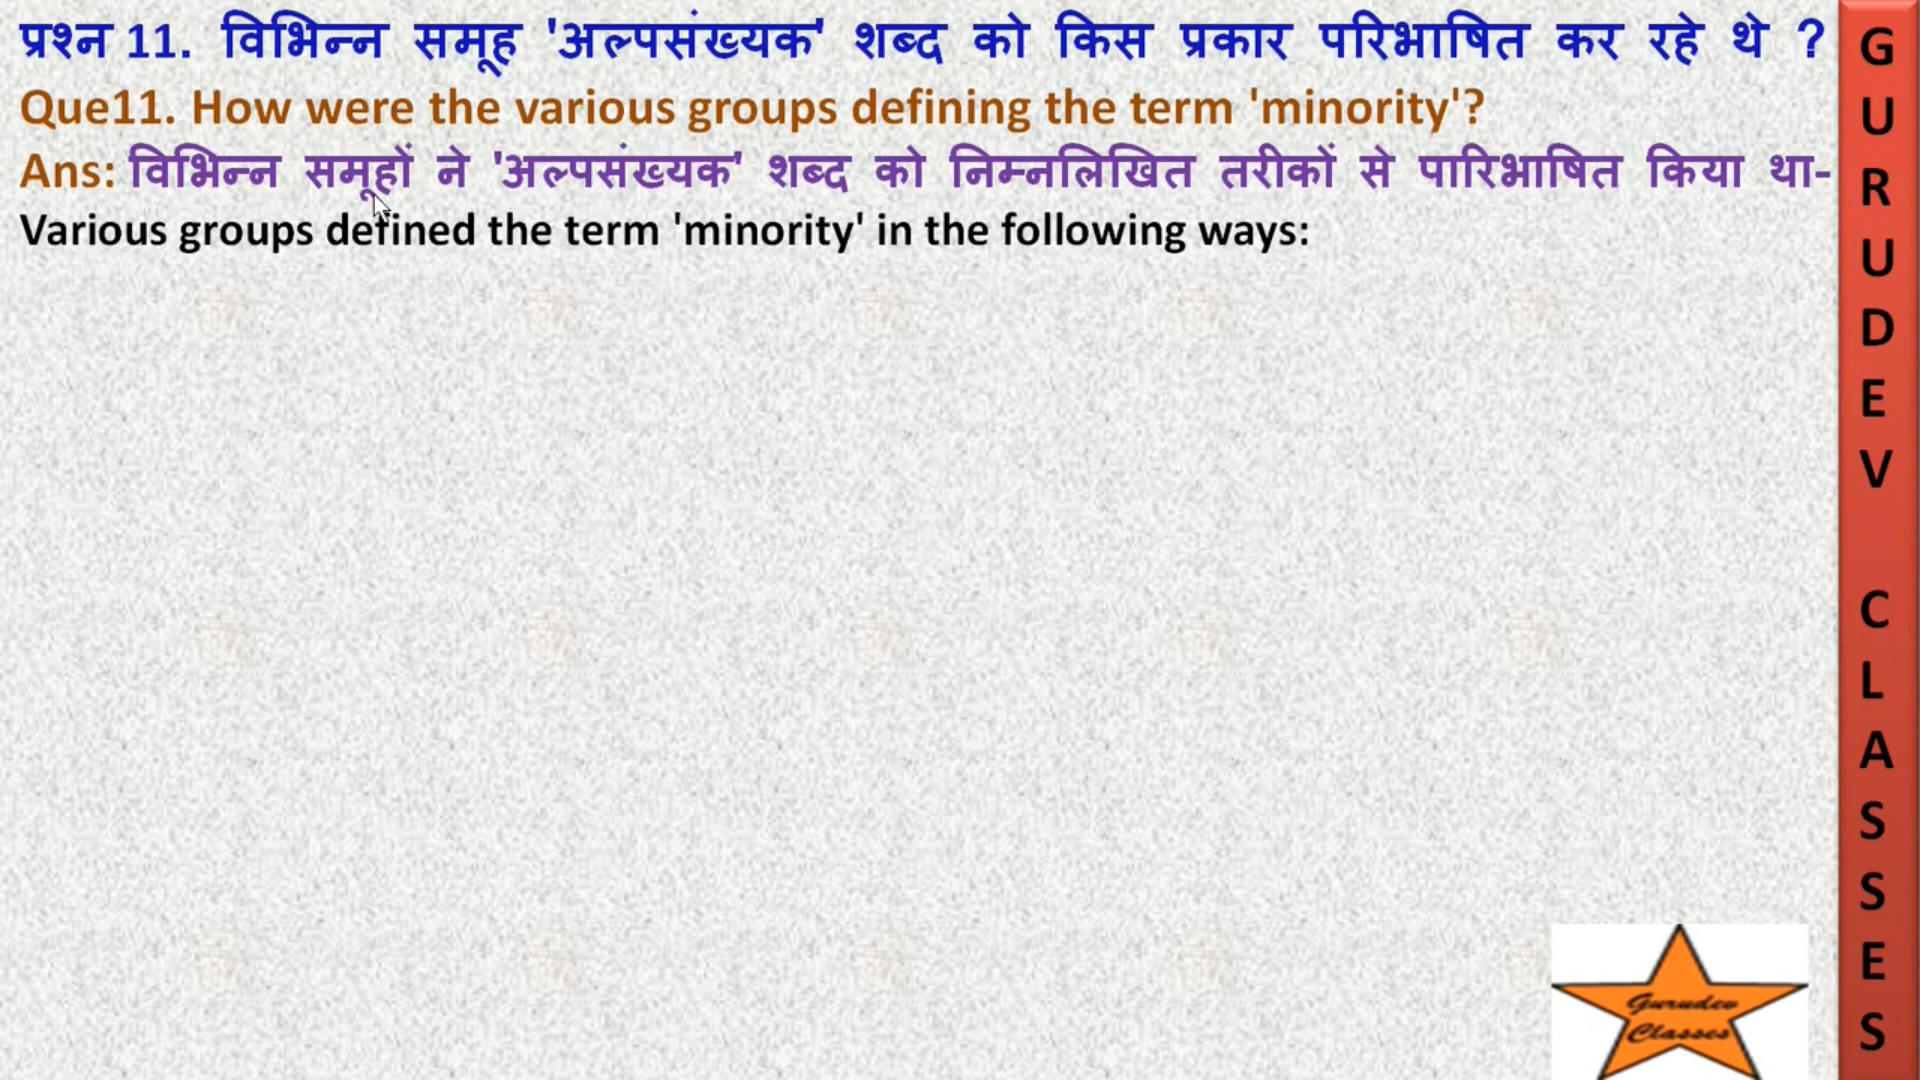 प्रश्न 11. विभिन्न समूह 'अल्पसंख्यक' शब्द को किस प्रकार परिभाषित कर रहे थे ?
Que11. How were the various groups defining the term 'minority'?
Ans: विभिन्न समूहों ने 'अल्पसंख्यक' शब्द को निम्नलिखित तरीकों से पारिभाषित किया था-
Various groups defined the term 'minority' in the following ways:
GURUDEV CLASSES
Gurudev
Classes